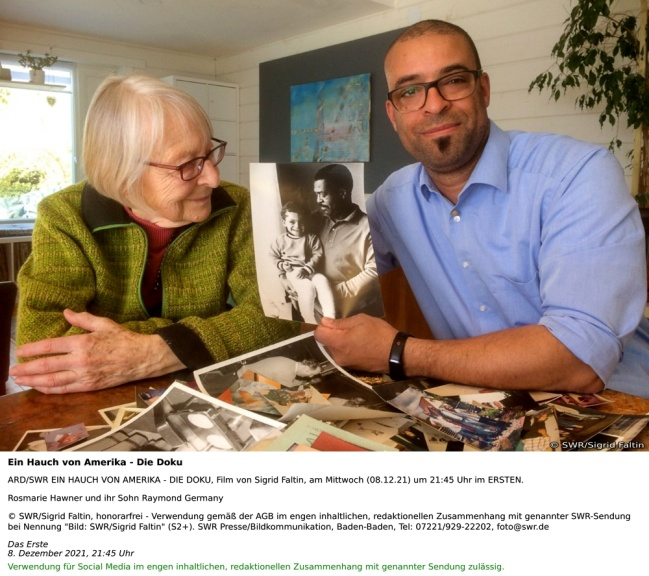 © SWR/Sigrid Faltin
Ein Hauch von Amerika - Die Doku
ARD/SWR EIN HAUCH VON AMERIKA - DIE DOKU, Film von Sigrid Faltin, am Mittwoch (08.12.21) um 21:45 Uhr im ERSTEN.
Rosmarie Hawner und ihr Sohn Raymond Germany
© SWR/Sigrid Faltin, honorarfrei - Verwendung gemäß der AGB im engen inhaltlichen, redaktionellen Zusammenhang mit genannter SWR-Sendung
bei Nennung "Bild: SWR/Sigrid Faltin" (S2+). SWR Presse/Bildkommunikation, Baden-Baden, Tel: 07221/929-22202, foto@swr.de
Das Erste
8. Dezember 2021, 21:45 Uhr
Verwendung für Social Media im engen inhaltlichen, redaktionellen Zusammenhang mit genannter Sendung zulässig.